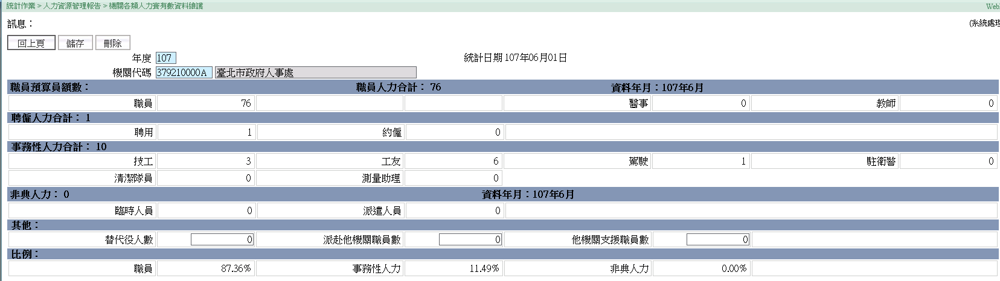 統計作業 > 人力資源管理報告 > 機關各類人力實有數資料維護 Web
訊息： (系統處理
回上頁 儲存 刪除
年度 107 統計日期 107年06月01日
機關代碼 379210000A 臺北市政府人事處
職員預算員額數： 職員人力合計： 76 資料年月：107年6月
職員 76 醫事 0 教師 0
聘僱人力合計： 1
聘用 1 約僱 0
事務性人力合計： 10
技工 3 工友 6 駕駛 1 駐衛警 0
清潔隊員 0 測量助理 0
非典人力： 0 資料年月：107年6月
臨時人員 0 派遣人員 0
其他：
替代役人數 0 派赴他機關職員數 0 他機關支援職員數 0
比例：
職員 87.36% 事務性人力 11.49% 非典人力 0.00%